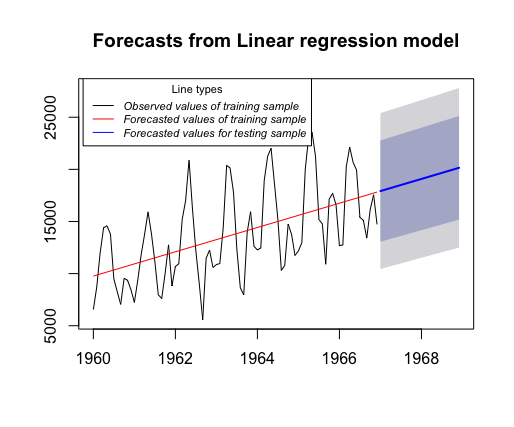 Forecasts from Linear regression model
Line types
Observed values of training sample
Forecasted values of training sample
Forecasted values for testing sample
25000
15000
5000
1960 1962 1964 1966 1968